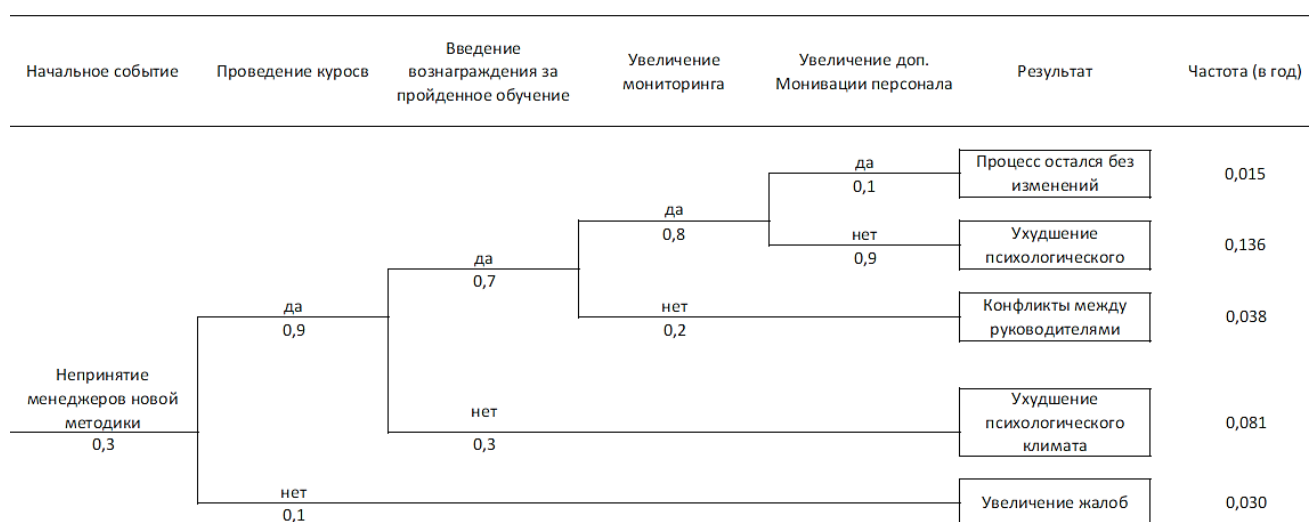 Начальное событие
Проведение куросв
Введение
вознаграждения за
пройденное обучение
Увеличение
мониторинга
Увеличение доп.
Монивации персонала
Результат
Частота (в год)
да
0,1
Процесс остался без
изменений
0,015
да
0,8
нет
0,9
Ухудшение
психологического
0,136
да
0,7
да
0,9
нет
0,2
Конфликты между
руководителями
0,038
Непринятие
менеджеров новой
методики
0,3
нет
0,3
Ухудшение
психологического
климата
0,081
нет
0,1
Увеличение жалоб
0,030